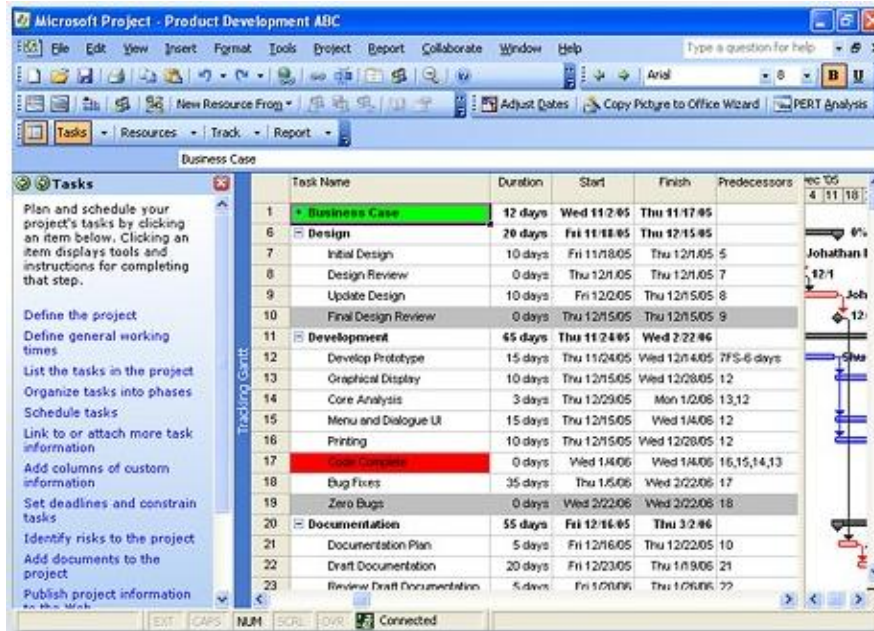 Microsoft Project - Product Development ABC
File Edit View Insert Format Tools Project Report Collaborate Window Help Type a question for help
Arial 8 B U
New Resource From Adjust Dates Copy Picture to Office Wizard PERT Analysis
Tasks Resources Track Report
Business Case
Tasks
Plan and schedule your
project's tasks by clicking
an item below. Clicking an
item displays tools and
instructions for completing
that step.
Define the project
Define general working
times
List the tasks in the project
Organize tasks into phases
Schedule tasks
Link to or attach more task
information
Add columns of custom
information
Set deadlines and constrain
tasks
Identify risks to the project
Add documents to the
project
Publish project information
to the Web
Tracking Gantt
Task Name Duration Start Finish Predecessors
1 Business Case 12 days Wed 11/2/05 Thu 11/17/05
6 Design 20 days Fri 11/18/05 Thu 12/15/05
7 Initial Design 10 days Fri 11/18/05 Thu 12/1/05 5
8 Design Review 0 days Thu 12/1/05 Thu 12/1/05 7
9 Update Design 10 days Fri 12/2/05 Thu 12/15/05 8
10 Final Design Review 0 days Thu 12/15/05 Thu 12/15/05 9
11 Development 65 days Thu 11/24/05 Wed 2/22/06
12 Develop Prototype 15 days Thu 11/24/05 Wed 12/14/05 7FS-6 days
13 Graphical Display 10 days Thu 12/15/05 Wed 12/28/05 12
14 Core Analysis 3 days Thu 12/29/05 Mon 1/2/06 13,12
15 Menu and Dialogue UI 15 days Thu 12/15/05 Wed 1/4/06 12
16 Printing 10 days Thu 12/15/05 Wed 12/28/05 12
17 Code Complete 0 days Wed 1/4/06 Wed 1/4/06 16,15,14,13
18 Bug Fixes 35 days Thu 1/5/06 Wed 2/22/06 17
19 Zero Bugs 0 days Wed 2/22/06 Wed 2/22/06 18
20 Documentation 55 days Fri 12/16/05 Thu 3/2/06
21 Documentation Plan 5 days Fri 12/16/05 Thu 12/22/05 10
22 Draft Documentation 20 days Fri 12/23/05 Thu 1/19/06 21
23 Review Draft Documentation 5 days Fri 1/20/06 Thu 1/26/06 22
4 11 18
0%
12/1
EXT CAPS NUM SCRL OVR Connected